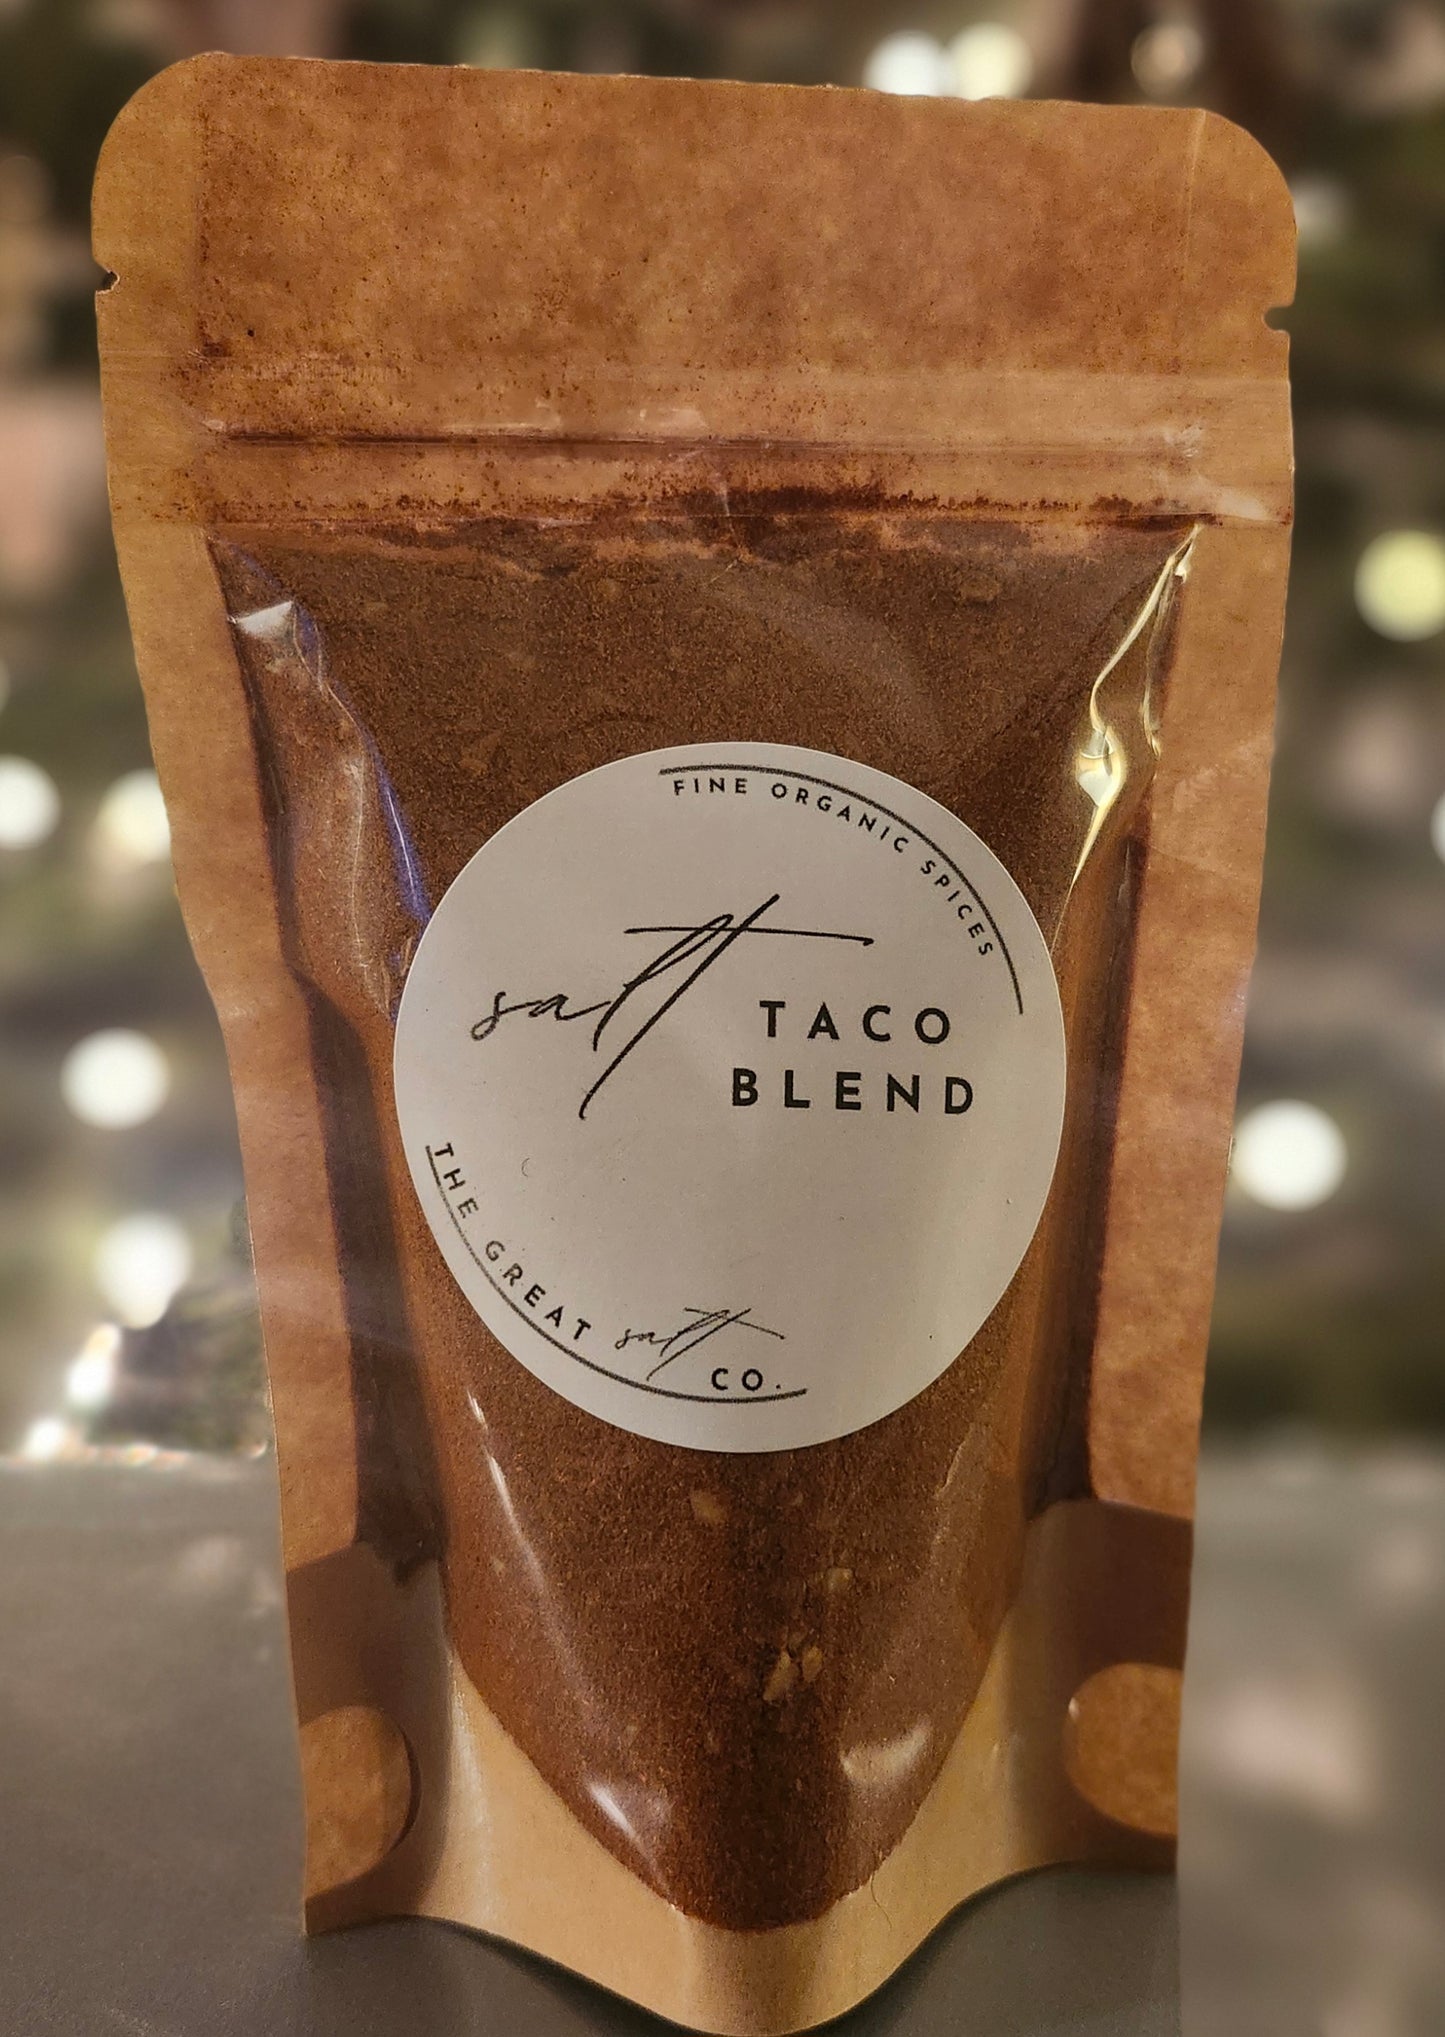 FINE ORGANIC SPICES
salt TACO
BLEND
THE GREAT salt CO.